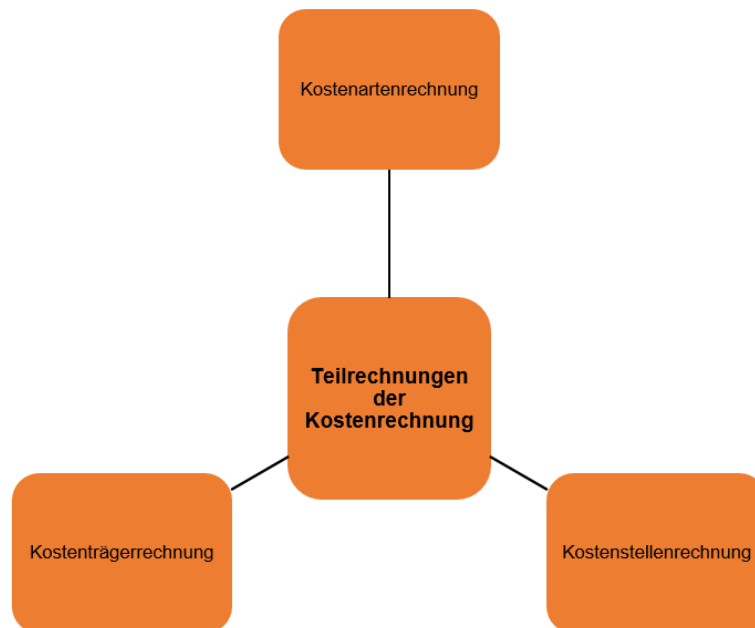 Kostenartenrechnung
Teilrechnungen
der
Kostenrechnung
Kostenträgerrechnung
Kostenstellenrechnung